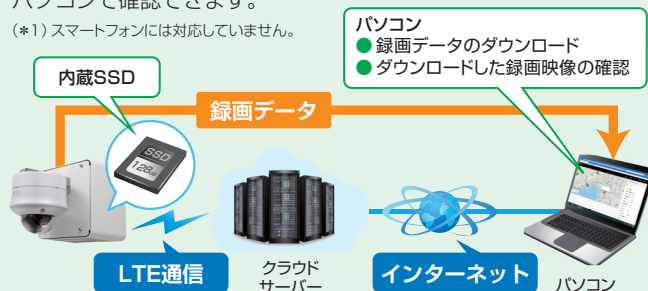 パソコンで確認できます。
(*1)スマートフォンには対応していません。
パソコン
● 録画データのダウンロード
● ダウンロードした録画映像の確認
内蔵SSD
録画データ
SSD
128GB
LTE通信
クラウド
サーバー
インターネット
パソコン